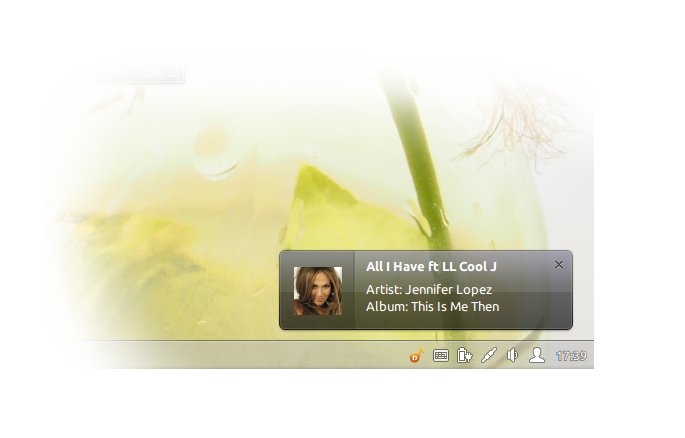 All I Have ft LL Cool J
Artist: Jennifer Lopez
Album: This Is Me Then
17:39